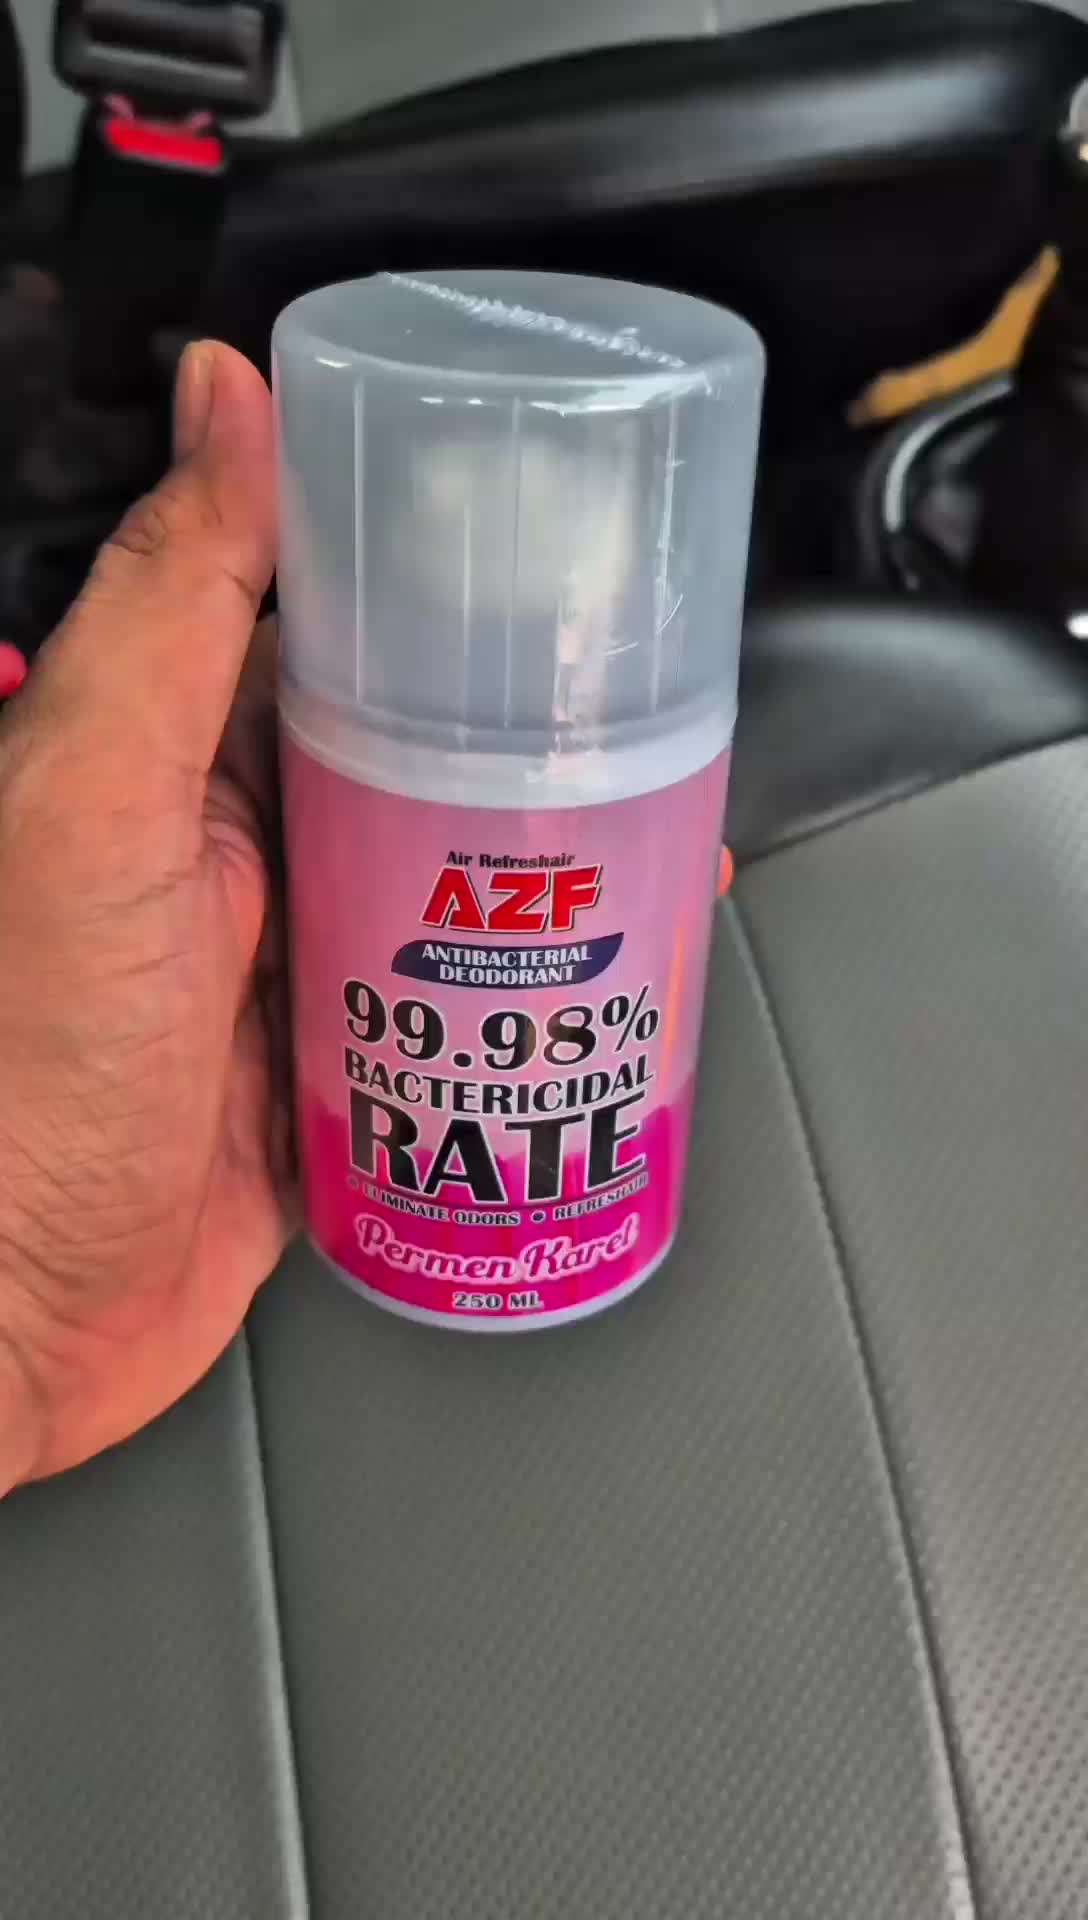 Air Refreshair
AZF
ANTIBACTERIAL
DEODORANT
99.98%
BACTERICIDAL
RATE
• ELIMINATE ODORS • REFRESHAIR
Permen Karet
250 ML